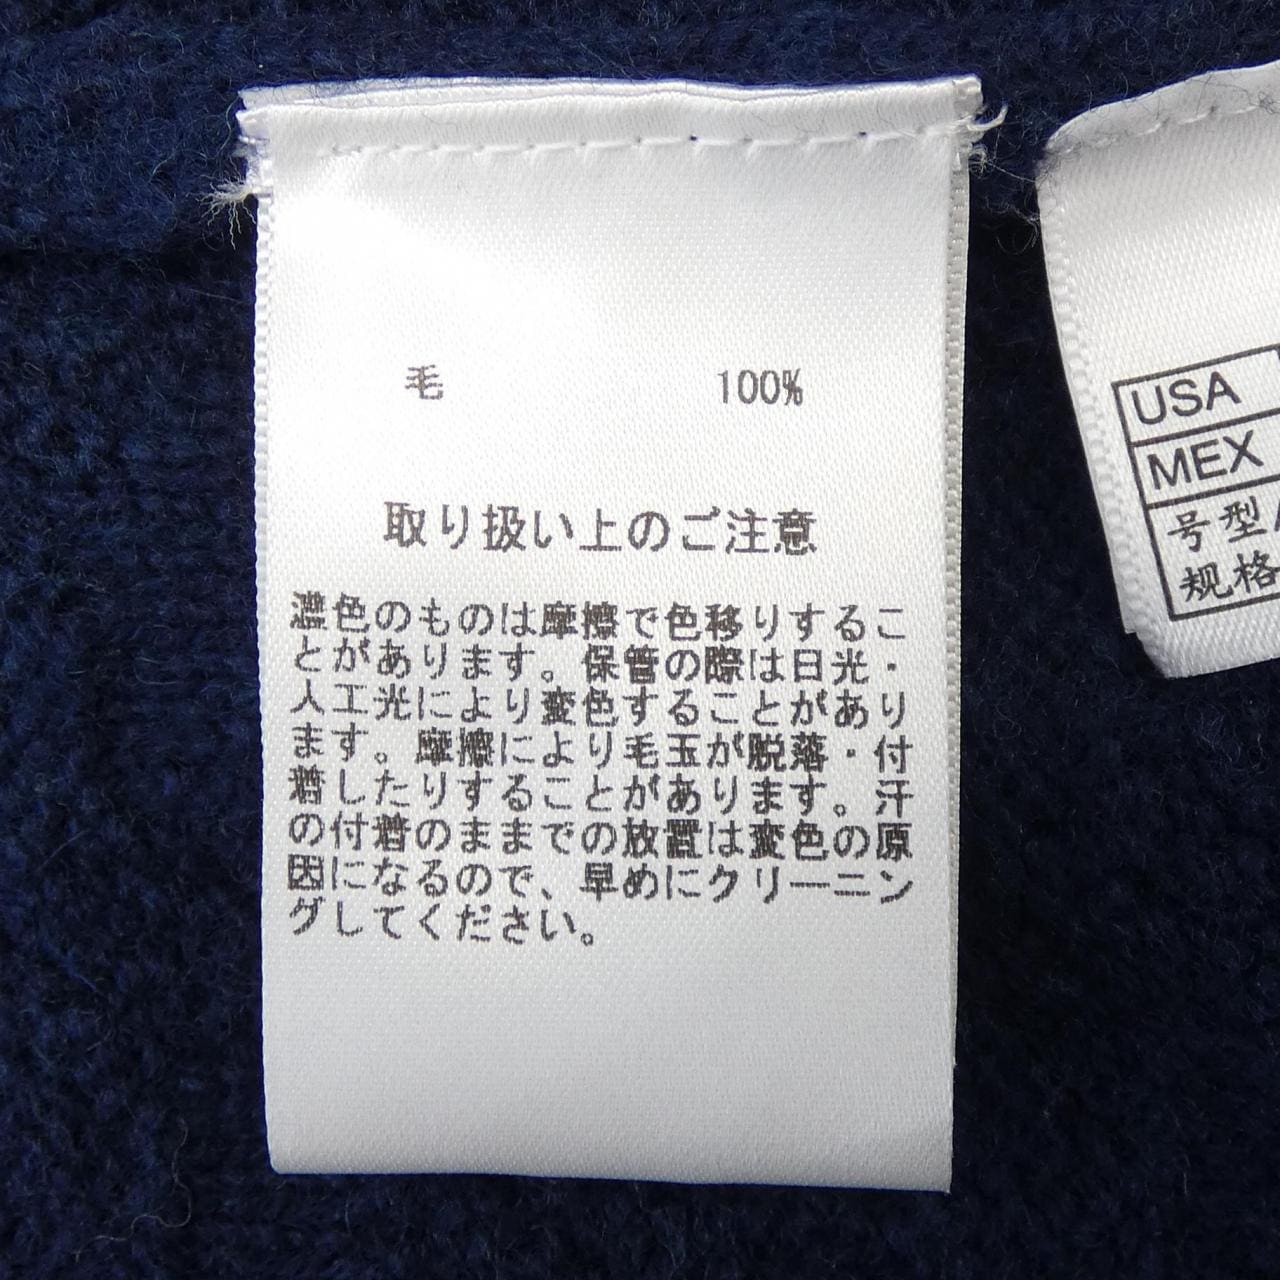 毛 100%
取り扱い上のご注意
濃色のものは摩擦で色移りするこ
とがあります。保管の際は日光・
人工光により変色することがあり
ます。摩擦により毛玉が脱落・付
着したりすることがあります。汗
の付着のままでの放置は変色の原
因になるので、早めにクリーニン
グしてください。
USA
MEX
号型/
规格